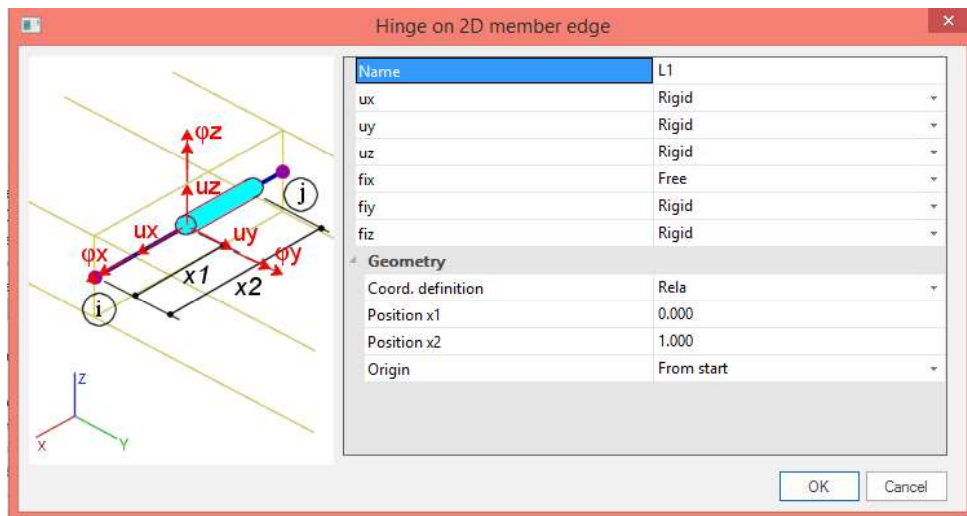 Hinge on 2D member edge
Name L1
ux Rigid
uy Rigid
uz Rigid
fix Free
fiy Rigid
fiz Rigid
Geometry
Coord. definition Rela
Position x1 0.000
Position x2 1.000
Origin From start
φz
uz
j
ux
uy
φx
φy
x1
x2
i
Z
X
Y
OK Cancel